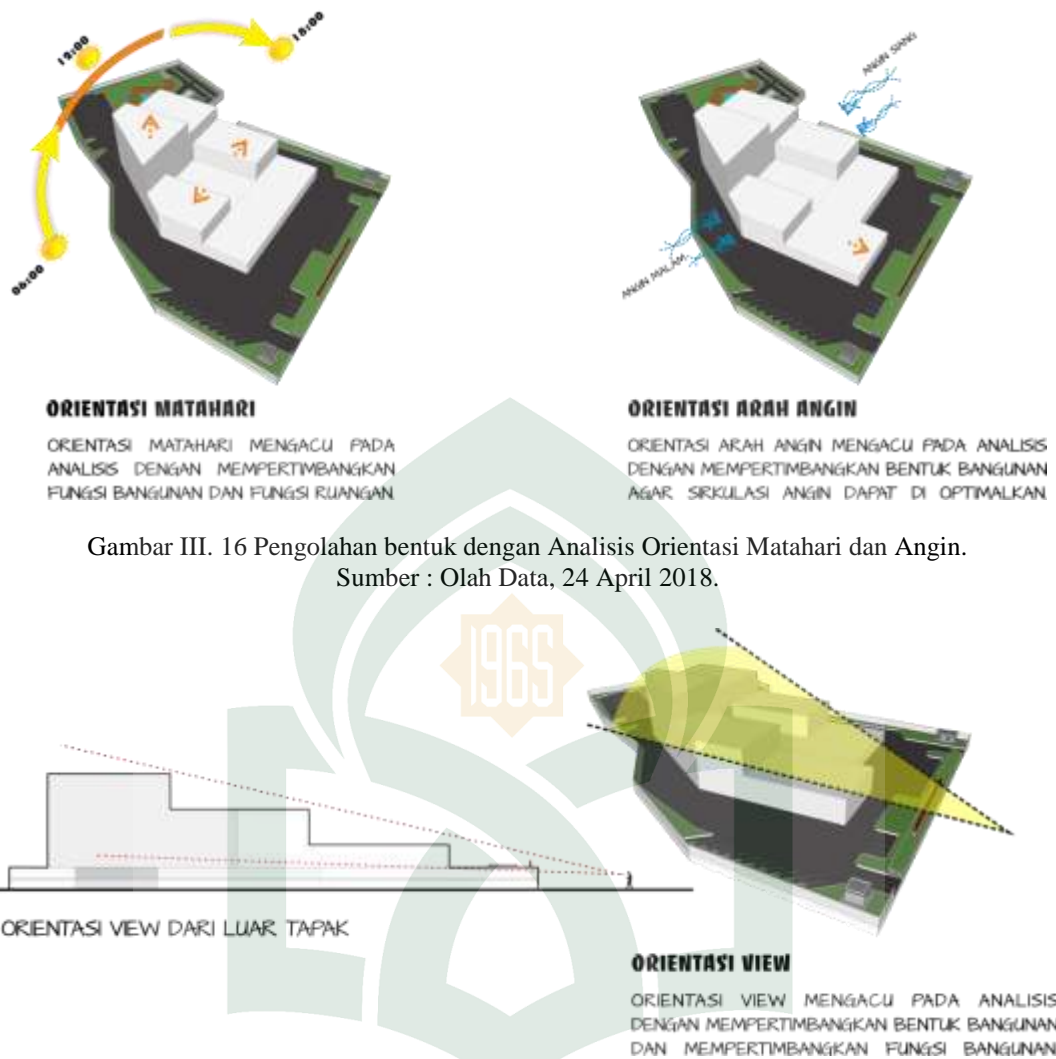 06:00
12:00
18:00
ORIENTASI MATAHARI
ORIENTASI MATAHARI MENGACU PADA
ANALISIS DENGAN MEMPERTIMBANGKAN
FUNGSI BANGUNAN DAN FUNGSI RUANGAN.
ANGIN SIANG
ANGIN MALAM
ORIENTASI ARAH ANGIN
ORIENTASI ARAH ANGIN MENGACU PADA ANALISIS
DENGAN MEMPERTIMBANGKAN BENTUK BANGUNAN
AGAR SIRKULASI ANGIN DAPAT DI OPTIMALKAN.
Gambar III. 16 Pengolahan bentuk dengan Analisis Orientasi Matahari dan Angin.
Sumber : Olah Data, 24 April 2018.
1965
ORIENTASI VIEW DARI LUAR TAPAK
ORIENTASI VIEW
ORIENTASI VIEW MENGACU PADA ANALISIS
DENGAN MEMPERTIMBANGKAN BENTUK BANGUNAN
DAN MEMPERTIMBANGKAN FUNGSI BANGUNAN